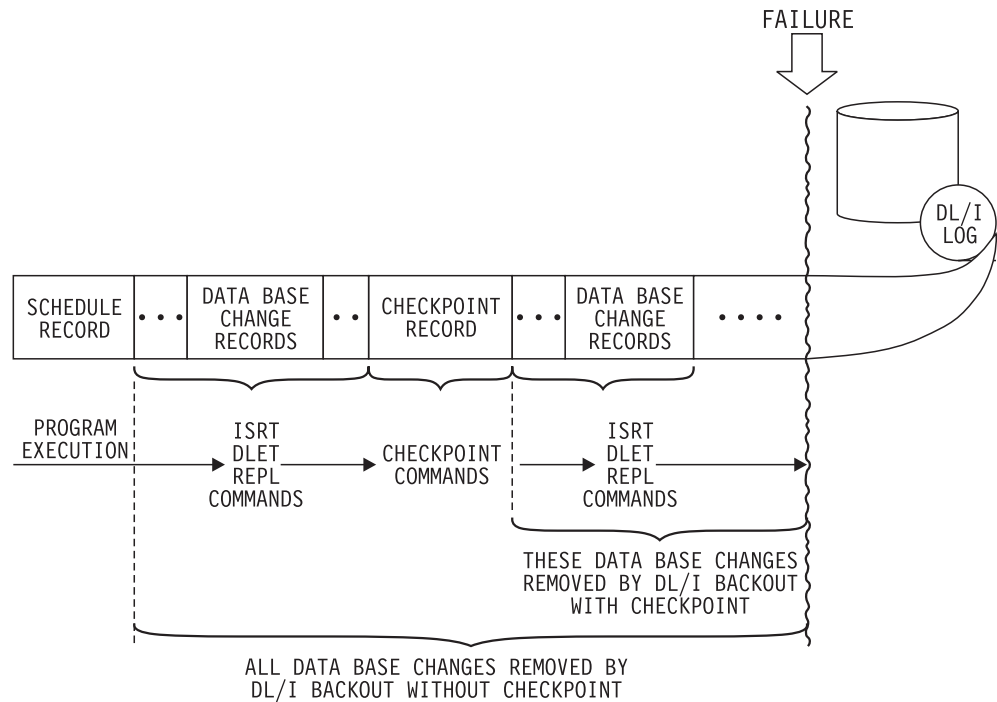 FAILURE
DL/I
LOG
SCHEDULE
RECORD
• • •
DATA BASE
CHANGE
RECORDS
• •
CHECKPOINT
RECORD
• • •
DATA BASE
CHANGE
RECORDS
• • • •
PROGRAM
EXECUTION
ISRT
DLET
REPL
COMMANDS
CHECKPOINT
COMMANDS
ISRT
DLET
REPL
COMMANDS
THESE DATA BASE CHANGES
REMOVED BY DL/I BACKOUT
WITH CHECKPOINT
ALL DATA BASE CHANGES REMOVED BY
DL/I BACKOUT WITHOUT CHECKPOINT